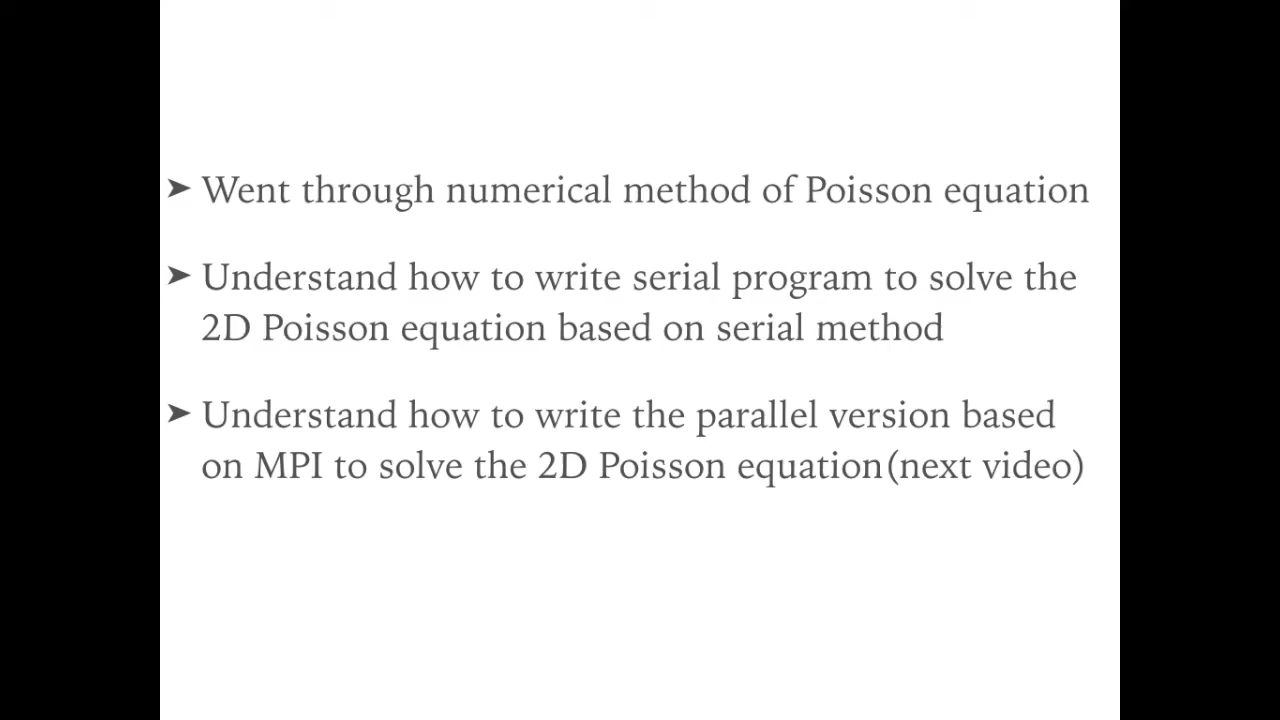 ➤ Went through numerical method of Poisson equation
➤ Understand how to write serial program to solve the
2D Poisson equation based on serial method
➤ Understand how to write the parallel version based
on MPI to solve the 2D Poisson equation(next video)